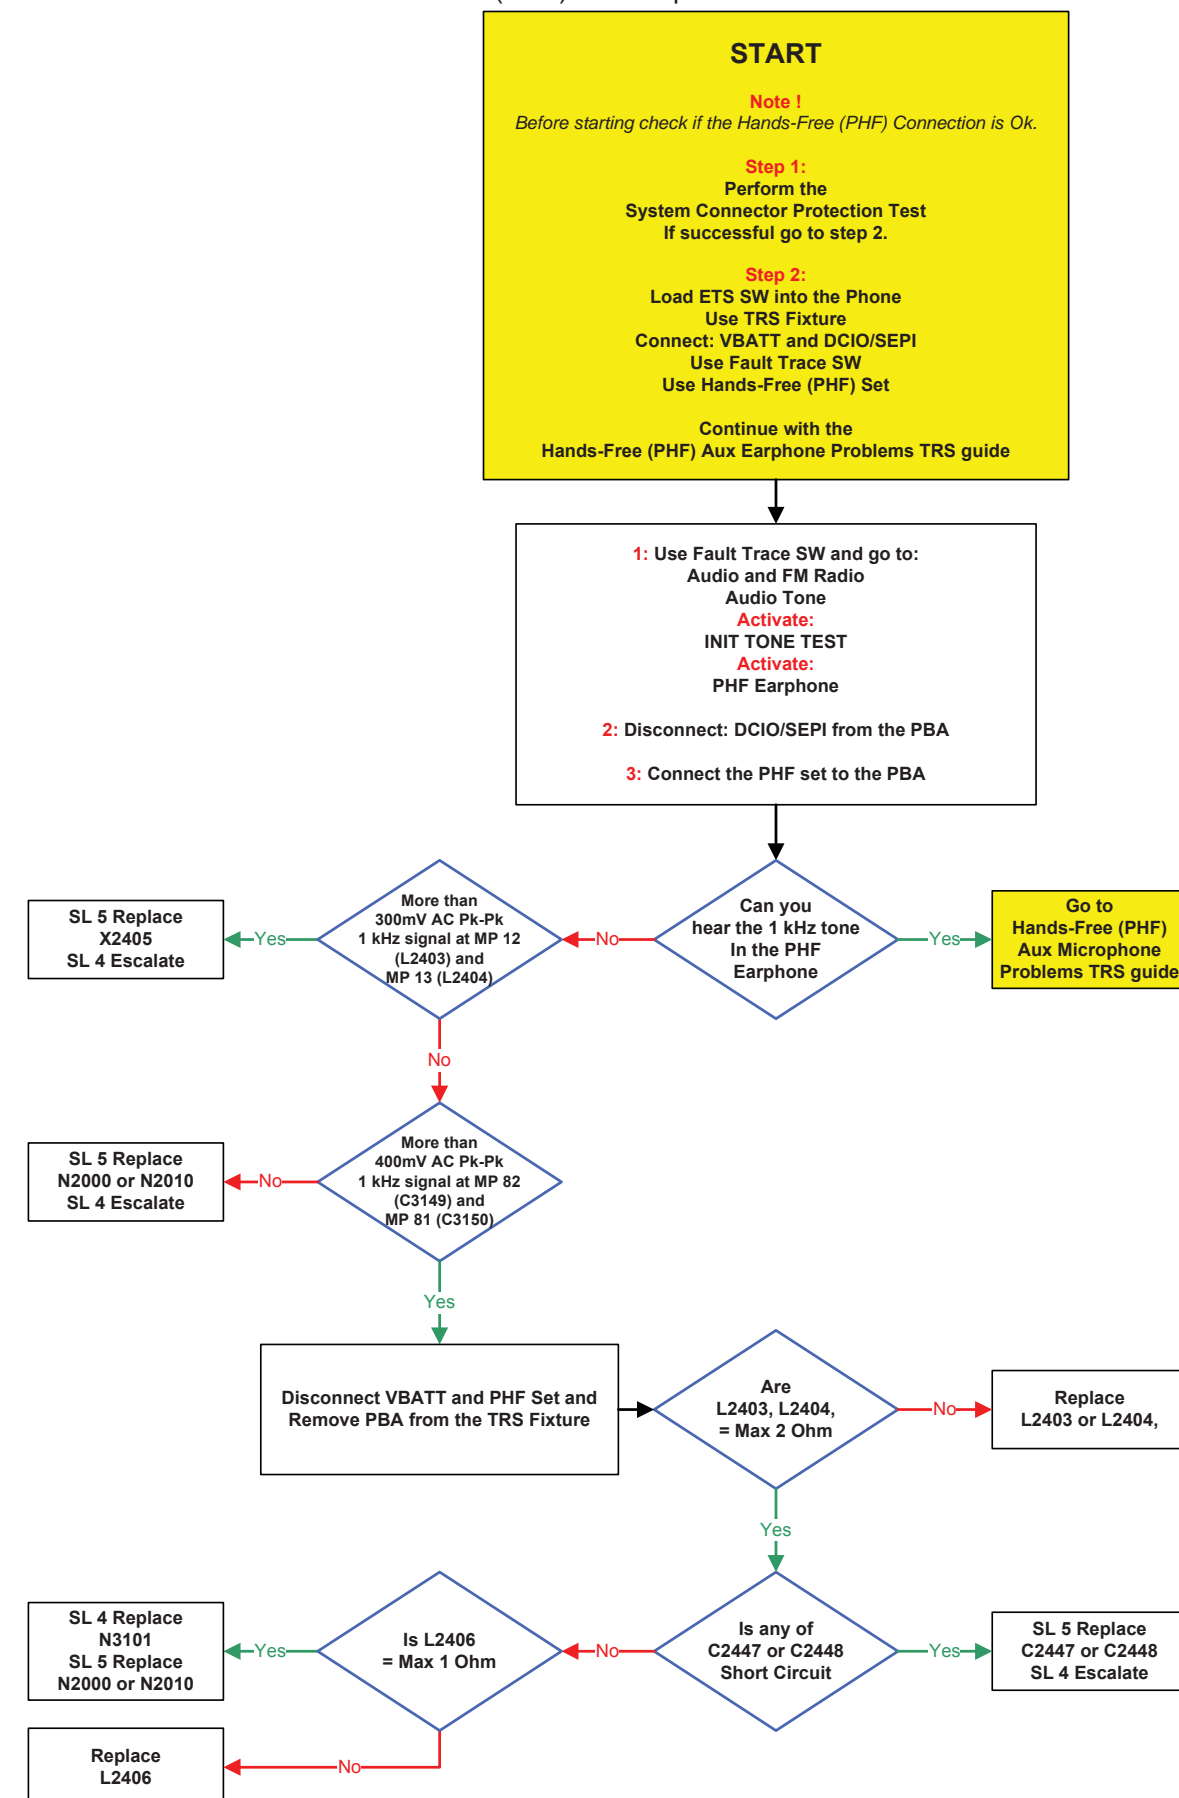 START
Note !
Before starting check if the Hands-Free (PHF) Connection is Ok.
Step 1:
Perform the
System Connector Protection Test
If successful go to step 2.
Step 2:
Load ETS SW into the Phone
Use TRS Fixture
Connect: VBATT and DCIO/SEPI
Use Fault Trace SW
Use Hands-Free (PHF) Set
Continue with the
Hands-Free (PHF) Aux Earphone Problems TRS guide
1: Use Fault Trace SW and go to:
Audio and FM Radio
Audio Tone
Activate:
INIT TONE TEST
Activate:
PHF Earphone
2: Disconnect: DCIO/SEPI from the PBA
3: Connect the PHF set to the PBA
Can you
hear the 1 kHz tone
In the PHF
Earphone
Yes
Go to
Hands-Free (PHF)
Aux Microphone
Problems TRS guide
No
More than
300mV AC Pk-Pk
1 kHz signal at MP 12
(L2403) and
MP 13 (L2404)
Yes
SL 5 Replace
X2405
SL 4 Escalate
No
More than
400mV AC Pk-Pk
1 kHz signal at MP 82
(C3149) and
MP 81 (C3150)
No
SL 5 Replace
N2000 or N2010
SL 4 Escalate
Yes
Disconnect VBATT and PHF Set and
Remove PBA from the TRS Fixture
Are
L2403, L2404,
= Max 2 Ohm
No
Replace
L2403 or L2404,
Yes
Is any of
C2447 or C2448
Short Circuit
Yes
SL 5 Replace
C2447 or C2448
SL 4 Escalate
No
Is L2406
= Max 1 Ohm
Yes
SL 4 Replace
N3101
SL 5 Replace
N2000 or N2010
No
Replace
L2406